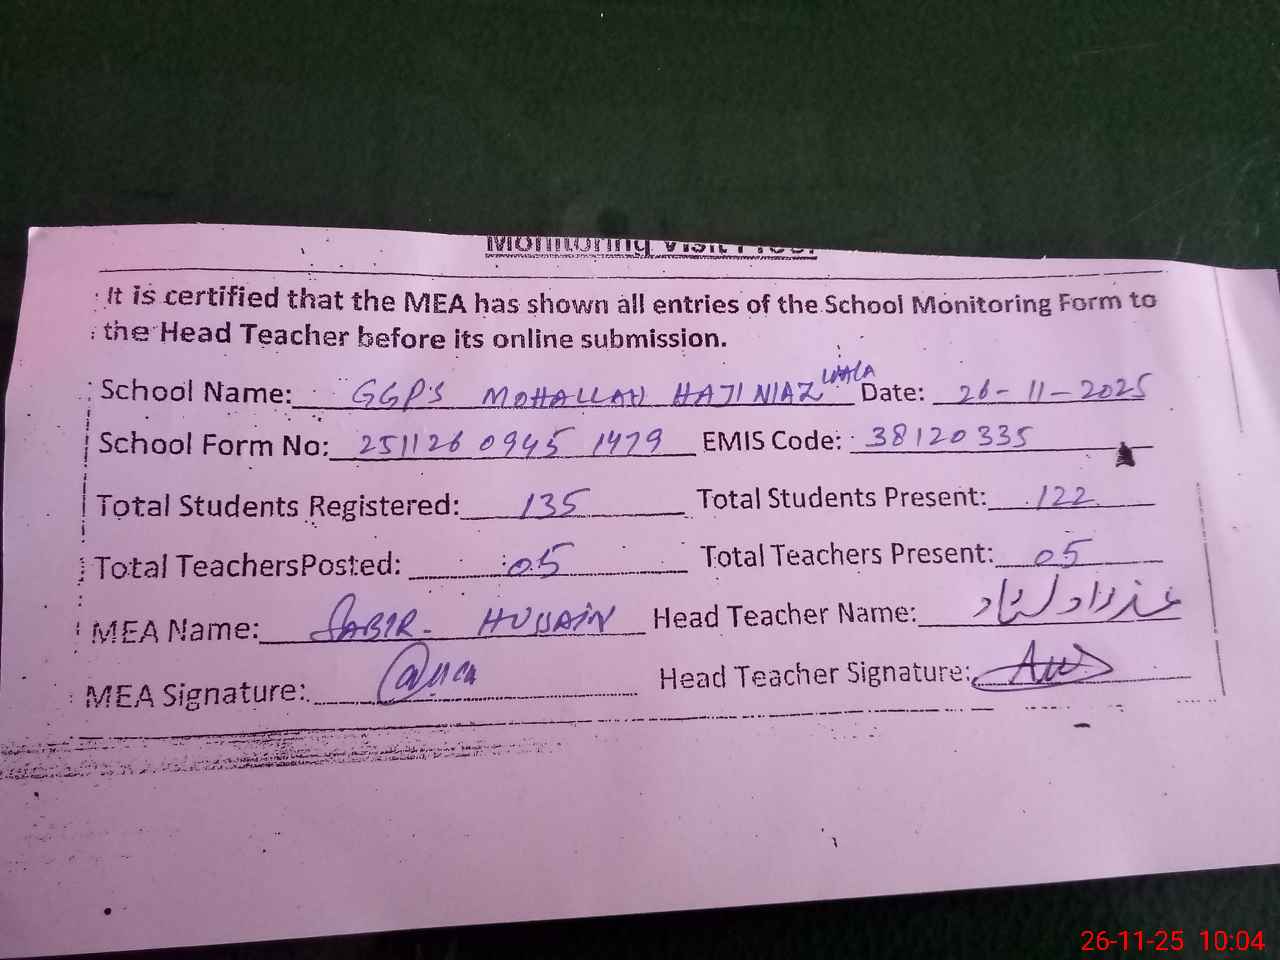 Monitoring Visit Proof
It is certified that the MEA has shown all entries of the School Monitoring Form to
the Head Teacher before its online submission.
School Name: GGPS MOHALLAH HAJI NIAZ WALA Date: 26-11-2025
School Form No: 251126 0945 1479 EMIS Code: 38120335
Total Students Registered: 135 Total Students Present: 122
Total TeachersPosted: 05 Total Teachers Present: 05
MEA Name: SABIR HUSSAIN Head Teacher Name:
MEA Signature: Head Teacher Signature:
26-11-25 10:04